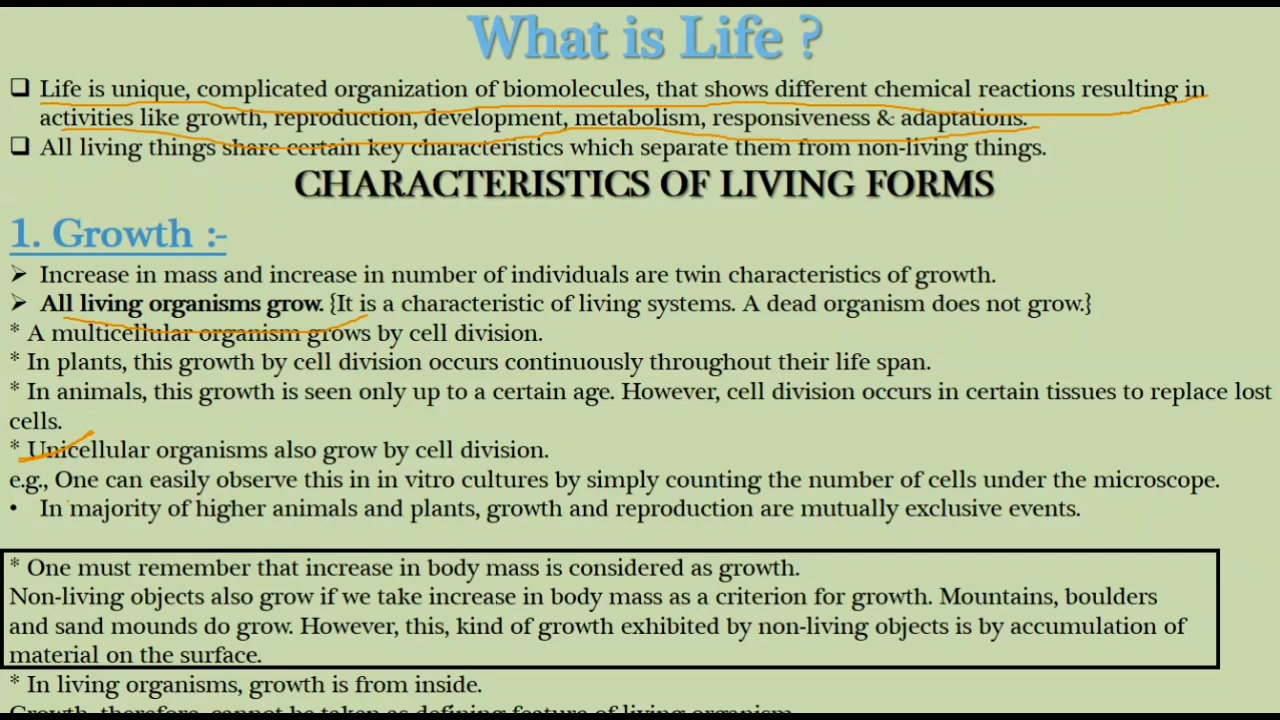 What is Life ?
❑ Life is unique, complicated organization of biomolecules, that shows different chemical reactions resulting in
activities like growth, reproduction, development, metabolism, responsiveness & adaptations.
❑ All living things share certain key characteristics which separate them from non-living things.
CHARACTERISTICS OF LIVING FORMS
1. Growth :-
➢ Increase in mass and increase in number of individuals are twin characteristics of growth.
➢ All living organisms grow. {It is a characteristic of living systems. A dead organism does not grow.}
* A multicellular organism grows by cell division.
* In plants, this growth by cell division occurs continuously throughout their life span.
* In animals, this growth is seen only up to a certain age. However, cell division occurs in certain tissues to replace lost
cells.
* Unicellular organisms also grow by cell division.
e.g., One can easily observe this in in vitro cultures by simply counting the number of cells under the microscope.
• In majority of higher animals and plants, growth and reproduction are mutually exclusive events.
* One must remember that increase in body mass is considered as growth.
Non-living objects also grow if we take increase in body mass as a criterion for growth. Mountains, boulders
and sand mounds do grow. However, this, kind of growth exhibited by non-living objects is by accumulation of
material on the surface.
* In living organisms, growth is from inside.
Growth, therefore, cannot be taken as defining feature of living organism